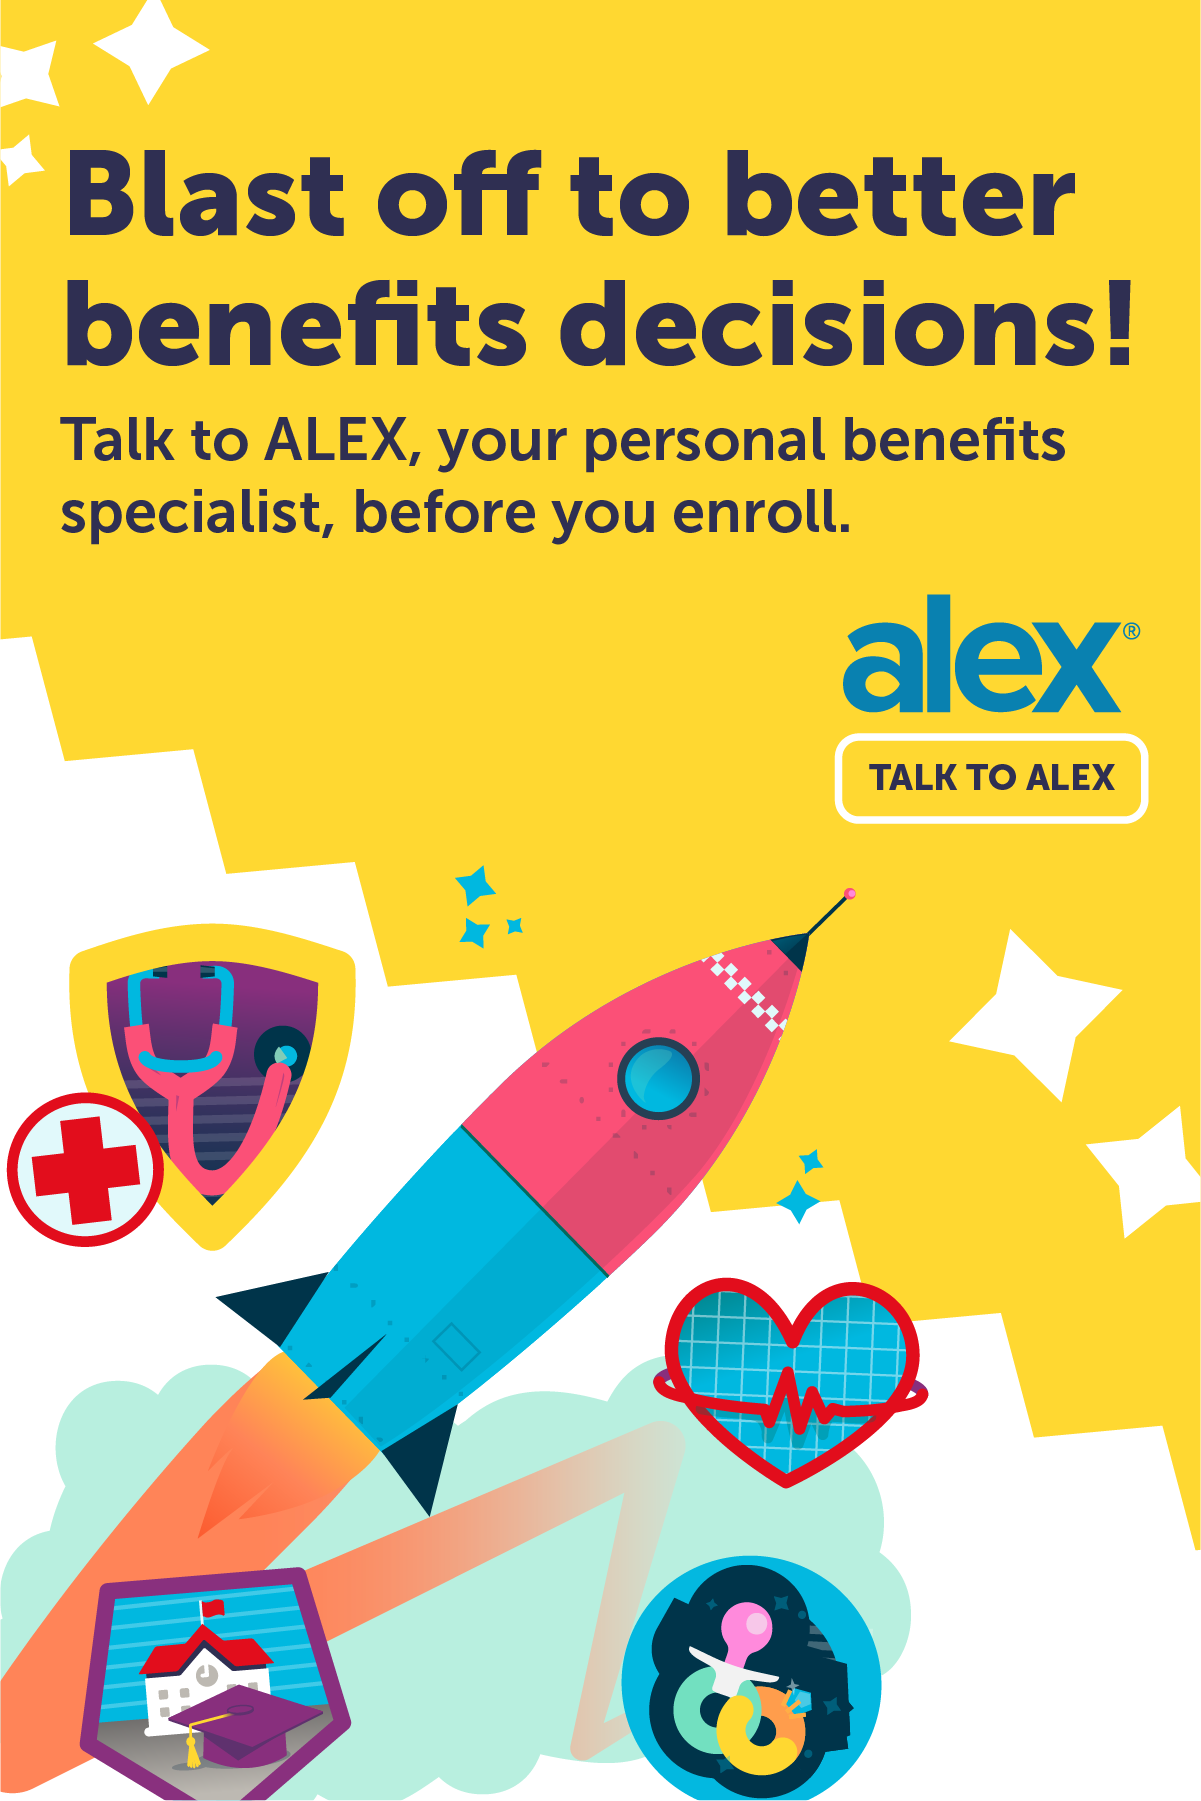 Blast off to better
benefits decisions!
Talk to ALEX, your personal benefits
specialist, before you enroll.
alex®
TALK TO ALEX